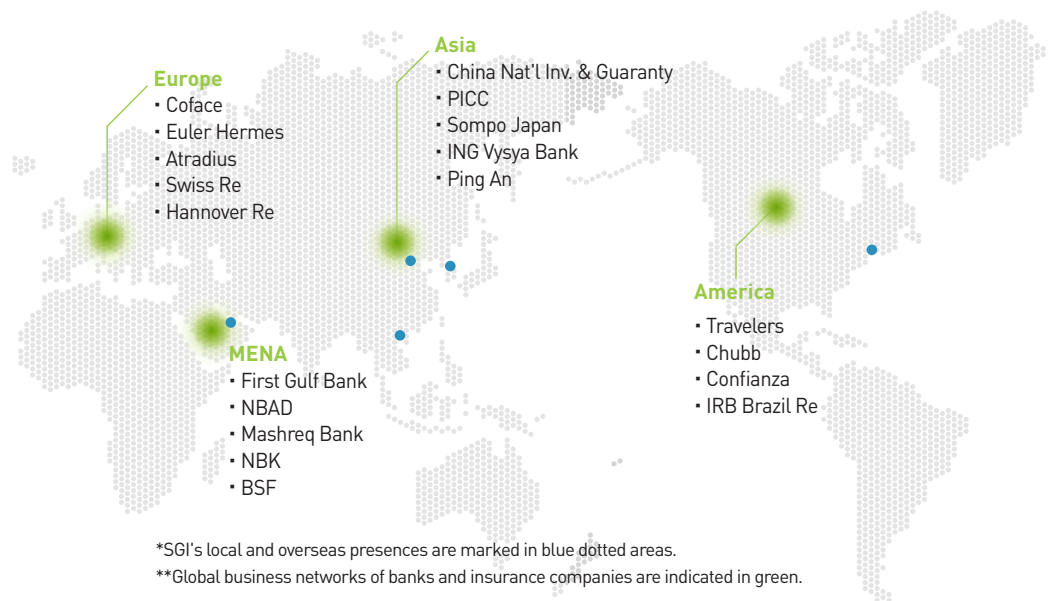 Europe
· Coface
· Euler Hermes
· Atradius
· Swiss Re
· Hannover Re
Asia
· China Nat'l Inv. & Guaranty
· PICC
· Sompo Japan
· ING Vysya Bank
· Ping An
MENA
· First Gulf Bank
· NBAD
· Mashreq Bank
· NBK
· BSF
America
· Travelers
· Chubb
· Confianza
· IRB Brazil Re
*SGI's local and overseas presences are marked in blue dotted areas.
**Global business networks of banks and insurance companies are indicated in green.